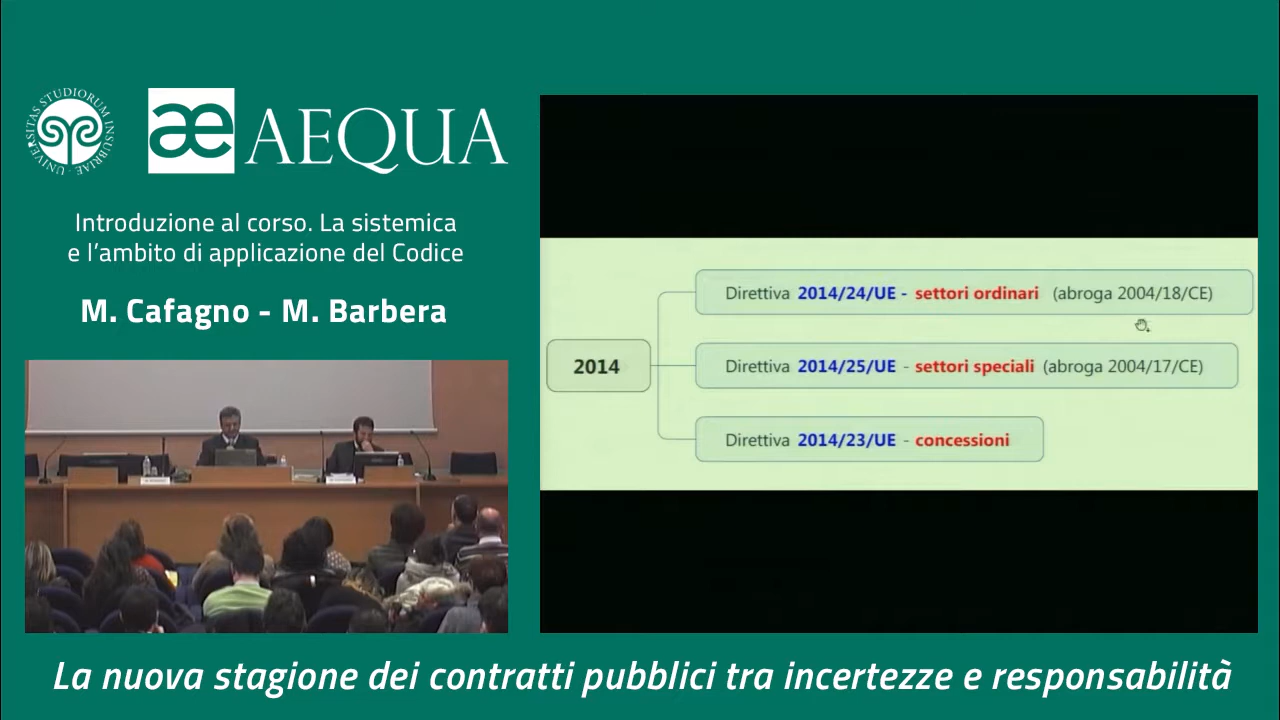 UNIVERSITAS STUDIORUM INSUBRIAE
æ AEQUA
Introduzione al corso. La sistemica
e l'ambito di applicazione del Codice
M. Cafagno - M. Barbera
2014
Direttiva 2014/24/UE - settori ordinari (abroga 2004/18/CE)
Direttiva 2014/25/UE - settori speciali (abroga 2004/17/CE)
Direttiva 2014/23/UE - concessioni
La nuova stagione dei contratti pubblici tra incertezze e responsabilità